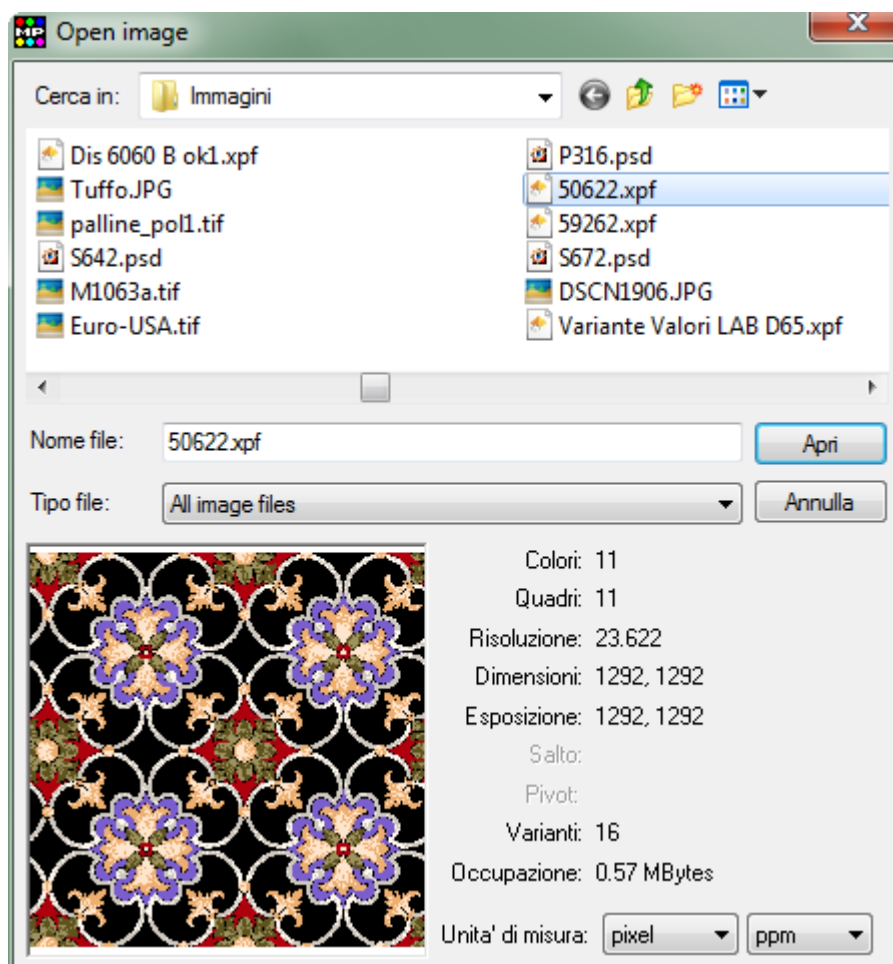 MP Open image
Cerca in: Immagini
Dis 6060 B ok1.xpf
Tuffo.JPG
palline_pol1.tif
S642.psd
M1063a.tif
Euro-USA.tif
P316.psd
50622.xpf
59262.xpf
S672.psd
DSCN1906.JPG
Variante Valori LAB D65.xpf
Nome file: 50622.xpf Apri
Tipo file: All image files Annulla
Colori: 11
Quadri: 11
Risoluzione: 23.622
Dimensioni: 1292, 1292
Esposizione: 1292, 1292
Salto:
Pivot:
Varianti: 16
Occupazione: 0.57 MBytes
Unita' di misura: pixel ppm